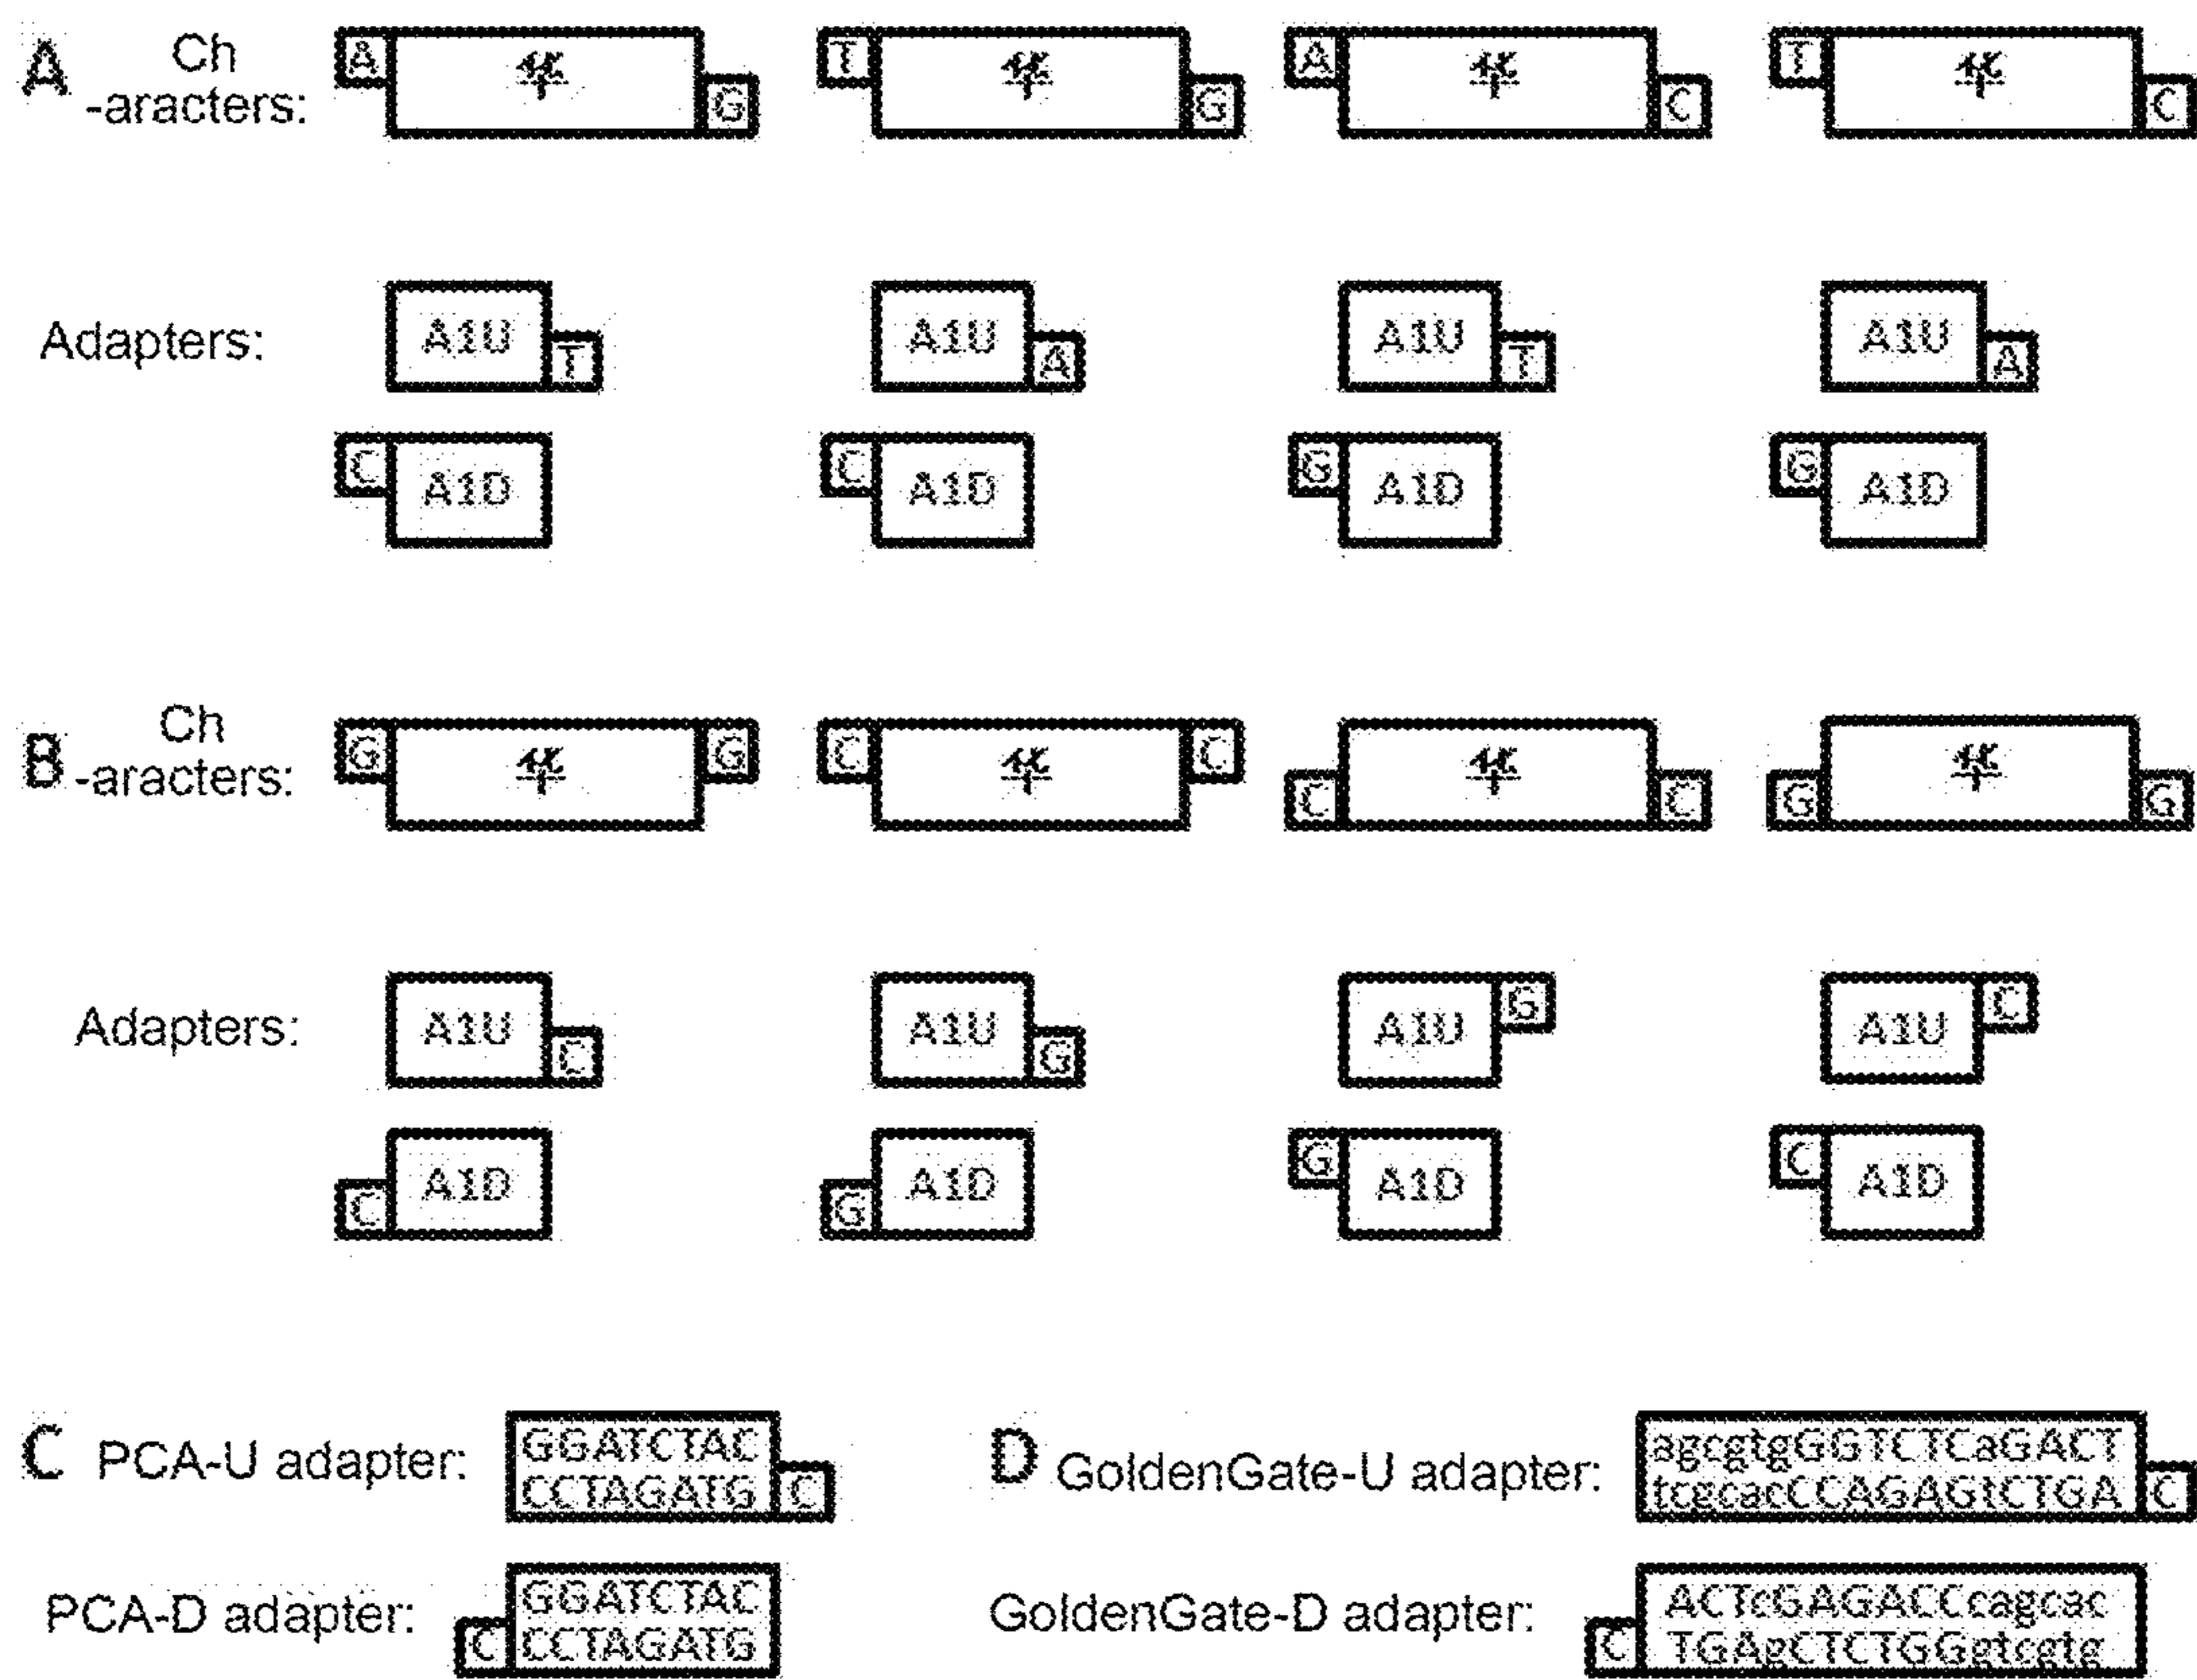 A Ch
-aracters:
A 华 G T 华 G A 华 C T 华 C
Adapters:
A1U T A1U A A1U T A1U A
C A1D C A1D G A1D G A1D
B Ch
-aracters:
G 华 G C 华 C C 华 C G 华 G
Adapters:
A1U C A1U G A1U G A1U C
C A1D G A1D G A1D C A1D
C PCA-U adapter:
GGATCTAC
CCTAGATG C
PCA-D adapter:
GGATCTAC
C CCTAGATG
D GoldenGate-U adapter:
agcgtgGGTCTCaGACT
tcgcacCCAGAGtCTGA C
GoldenGate-D adapter:
ACTcGAGACCcagcac
C TGAgCTCTGGgtcgtg